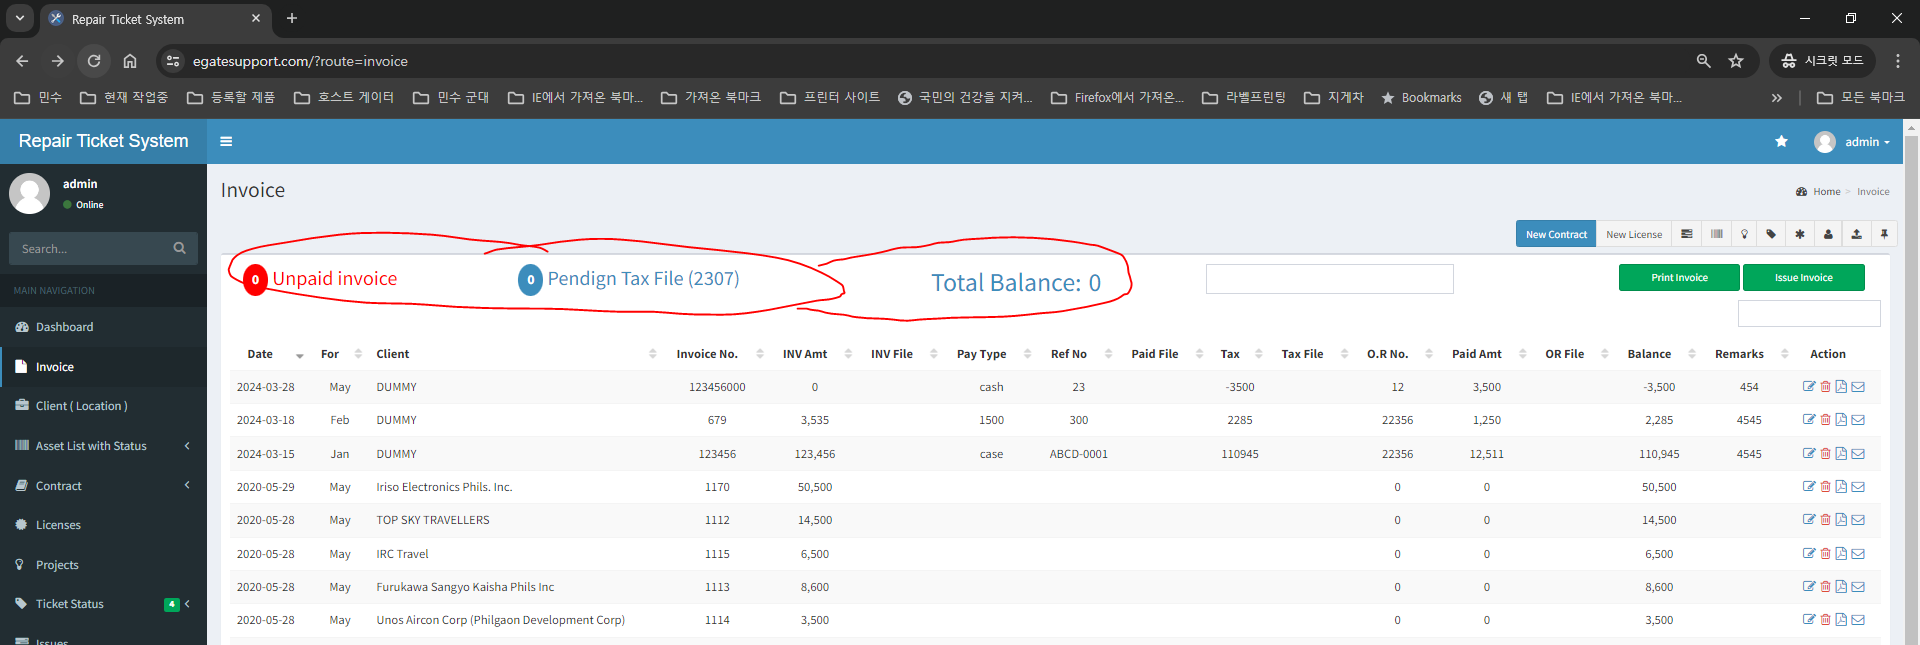 Repair Ticket System
egatesupport.com/?route=invoice
시크릿 모드
민수 현재 작업중 등록할 제품 호스트 게이터 민수 군대 IE에서 가져온 북마... 가져온 북마크 프린터 사이트 국민의 건강을 지켜... Firefox에서 가져온... 라벨프린팅 지게차 Bookmarks 새 탭 IE에서 가져온 북마... » 모든 북마크
Repair Ticket System
admin
admin
Online
Search...
MAIN NAVIGATION
Dashboard
Invoice
Client ( Location )
Asset List with Status
Contract
Licenses
Projects
Ticket Status 4
Issues
Invoice
Home > Invoice
New Contract New License
0 Unpaid invoice 0 Pendign Tax File (2307) Total Balance: 0
Print Invoice Issue Invoice
Date For Client Invoice No. INV Amt INV File Pay Type Ref No Paid File Tax Tax File O.R No. Paid Amt OR File Balance Remarks Action
2024-03-28 May DUMMY 123456000 0 cash 23 -3500 12 3,500 -3,500 454
2024-03-18 Feb DUMMY 679 3,535 1500 300 2285 22356 1,250 2,285 4545
2024-03-15 Jan DUMMY 123456 123,456 case ABCD-0001 110945 22356 12,511 110,945 4545
2020-05-29 May Iriso Electronics Phils. Inc. 1170 50,500 0 0 50,500
2020-05-28 May TOP SKY TRAVELLERS 1112 14,500 0 0 14,500
2020-05-28 May IRC Travel 1115 6,500 0 0 6,500
2020-05-28 May Furukawa Sangyo Kaisha Phils Inc 1113 8,600 0 0 8,600
2020-05-28 May Unos Aircon Corp (Philgaon Development Corp) 1114 3,500 0 0 3,500